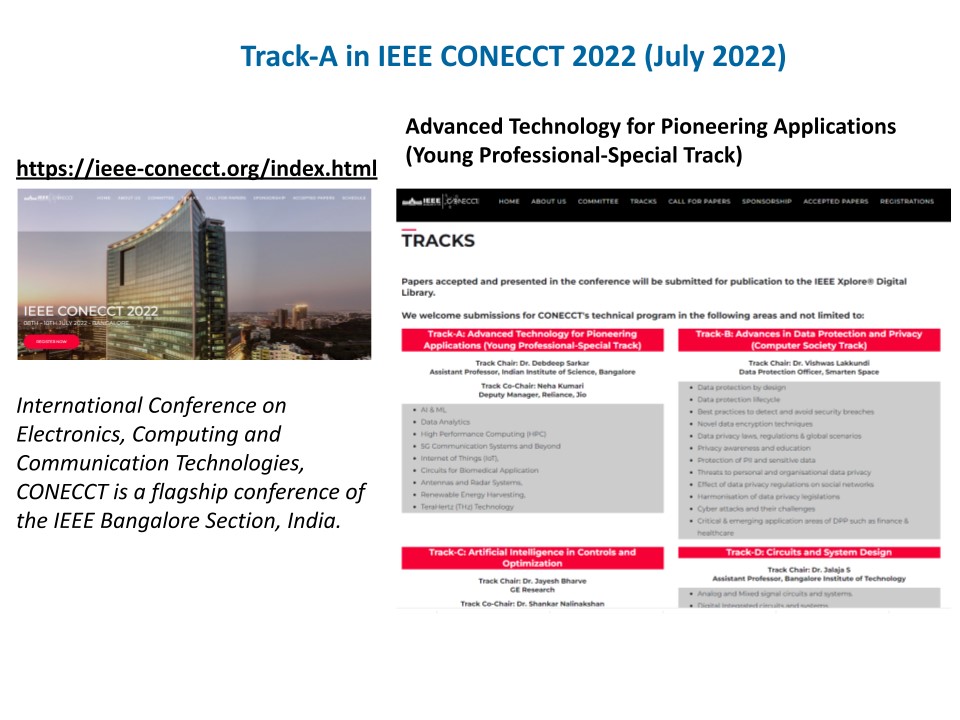 Track-A in IEEE CONECCT 2022 (July 2022)
Advanced Technology for Pioneering Applications
(Young Professional-Special Track)
https://ieee-conecct.org/index.html
IEEE CONECCT 2022
08TH - 10TH JULY 2022 - BANGALORE
REGISTER NOW
International Conference on
Electronics, Computing and
Communication Technologies,
CONECCT is a flagship conference of
the IEEE Bangalore Section, India.
IEEE CONECCT HOME ABOUT US COMMITTEE TRACKS CALL FOR PAPERS SPONSORSHIP ACCEPTED PAPERS REGISTRATIONS
TRACKS
Papers accepted and presented in the conference will be submitted for publication to the IEEE Xplore® Digital
Library.
We welcome submissions for CONECCT's technical program in the following areas and not limited to:
Track-A: Advanced Technology for Pioneering
Applications (Young Professional-Special Track)
Track Chair: Dr. Debdeep Sarkar
Assistant Professor, Indian Institute of Science, Bangalore
Track Co-Chair: Neha Kumari
Deputy Manager, Reliance, Jio
AI & ML
Data Analytics
High Performance Computing (HPC)
5G Communication Systems and Beyond
Internet of Things (IoT),
Circuits for Biomedical Application
Antennas and Radar Systems,
Renewable Energy Harvesting,
TeraHertz (THz) Technology
Track-B: Advances in Data Protection and Privacy
(Computer Society Track)
Track Chair: Dr. Vishwas Lakkundi
Data Protection Officer, Smarten Space
Data protection by design
Data protection lifecycle
Best practices to detect and avoid security breaches
Novel data encryption techniques
Data privacy laws, regulations & global scenarios
Privacy awareness and education
Protection of PII and sensitive data
Threats to personal and organisational data privacy
Effect of data privacy regulations on social networks
Harmonisation of data privacy legislations
Cyber attacks and their challenges
Critical & emerging application areas of DPP such as finance &
healthcare
Track-C: Artificial Intelligence in Controls and
Optimization
Track Chair: Dr. Jayesh Bharve
GE Research
Track Co-Chair: Dr. Shankar Nalinakshan
Track-D: Circuits and System Design
Track Chair: Dr. Jalaja S
Assistant Professor, Bangalore Institute of Technology
Analog and Mixed signal circuits and systems.
Digital Integrated circuits and systems